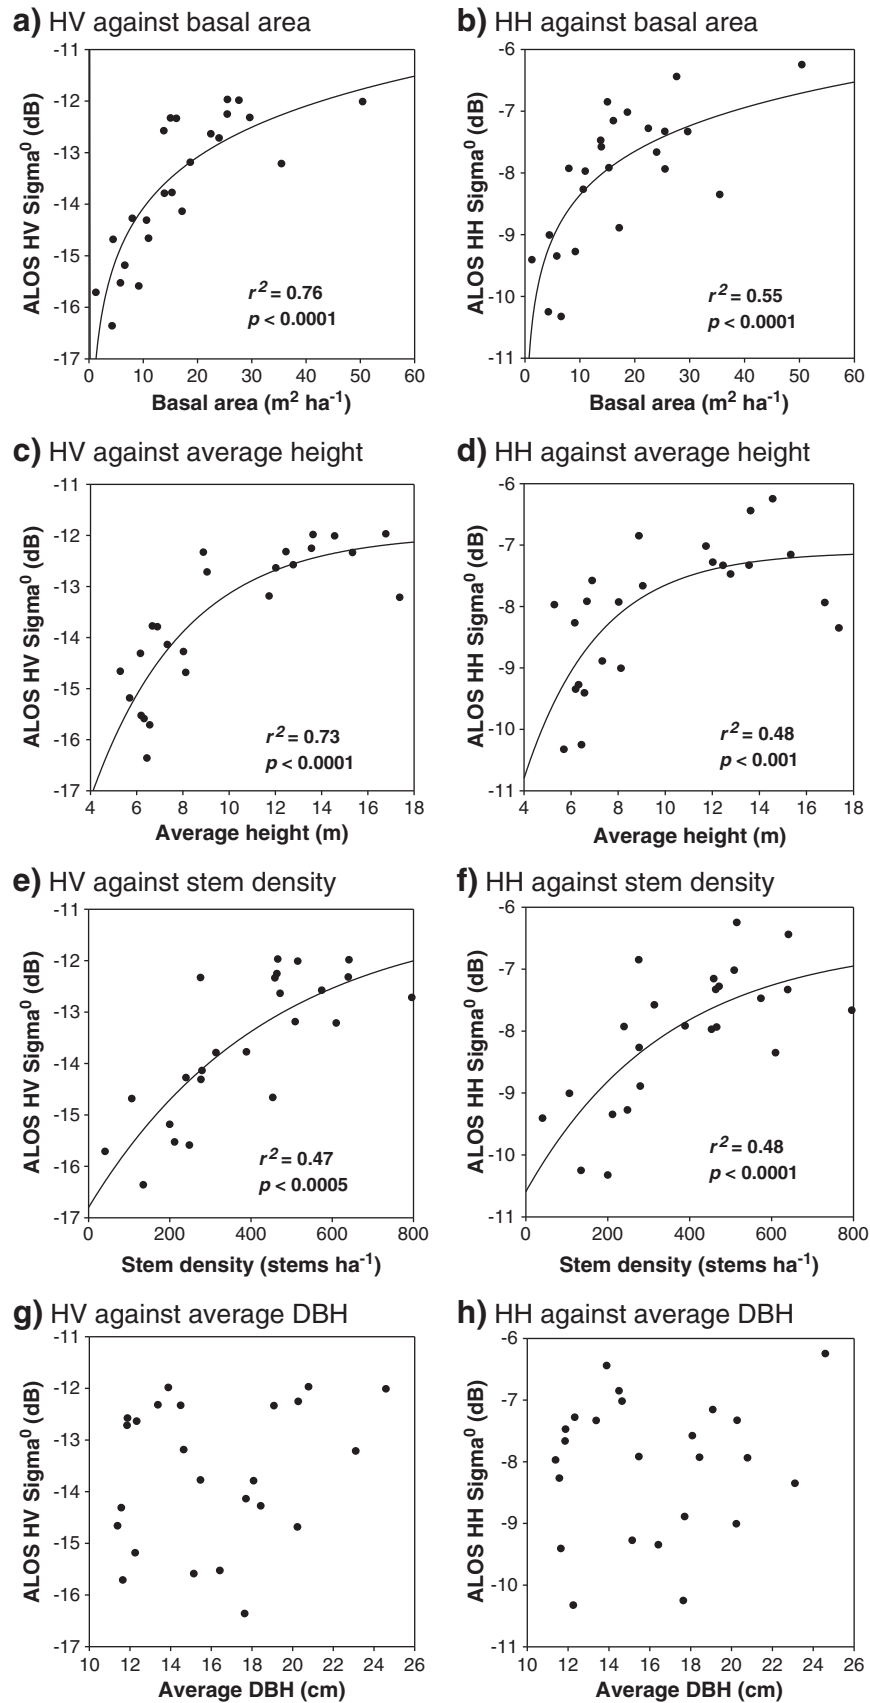 a) HV against basal area
-11
-12
-13
-14
-15
-16
-17
ALOS HV Sigma⁰ (dB)
r² = 0.76
p < 0.0001
0 10 20 30 40 50 60
Basal area (m² ha⁻¹)
b) HH against basal area
-6
-7
-8
-9
-10
-11
ALOS HH Sigma⁰ (dB)
r² = 0.55
p < 0.0001
0 10 20 30 40 50 60
Basal area (m² ha⁻¹)
c) HV against average height
-11
-12
-13
-14
-15
-16
-17
ALOS HV Sigma⁰ (dB)
r² = 0.73
p < 0.0001
4 6 8 10 12 14 16 18
Average height (m)
d) HH against average height
-6
-7
-8
-9
-10
-11
ALOS HH Sigma⁰ (dB)
r² = 0.48
p < 0.001
4 6 8 10 12 14 16 18
Average height (m)
e) HV against stem density
-11
-12
-13
-14
-15
-16
-17
ALOS HV Sigma⁰ (dB)
r² = 0.47
p < 0.0005
0 200 400 600 800
Stem density (stems ha⁻¹)
f) HH against stem density
-6
-7
-8
-9
-10
-11
ALOS HH Sigma⁰ (dB)
r² = 0.48
p < 0.0001
0 200 400 600 800
Stem density (stems ha⁻¹)
g) HV against average DBH
-11
-12
-13
-14
-15
-16
-17
ALOS HV Sigma⁰ (dB)
10 12 14 16 18 20 22 24 26
Average DBH (cm)
h) HH against average DBH
-6
-7
-8
-9
-10
-11
ALOS HH Sigma⁰ (dB)
10 12 14 16 18 20 22 24 26
Average DBH (cm)